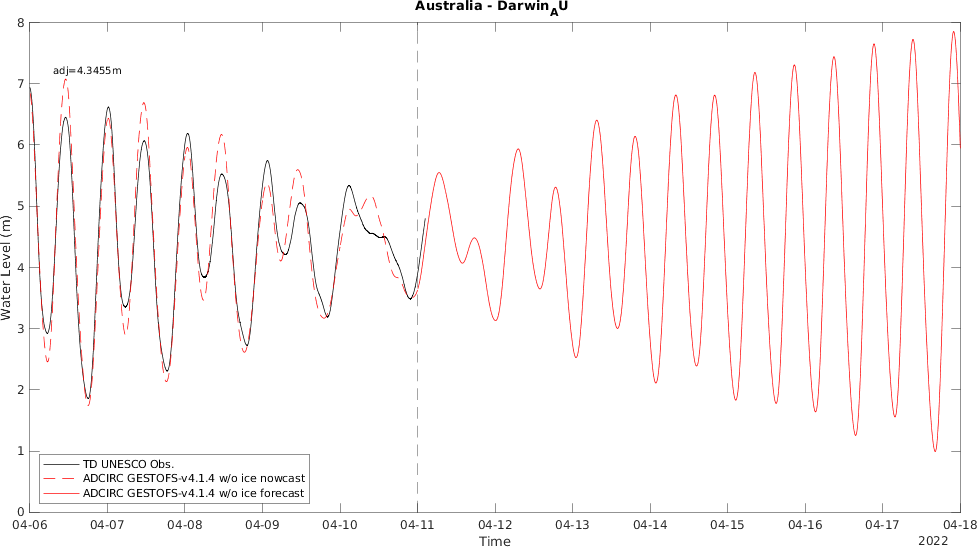 Australia - Darwin_AU
8
7
6
5
4
3
2
1
0
adj=4.3455m
Water Level (m)
TD UNESCO Obs.
ADCIRC GESTOFS-v4.1.4 w/o ice nowcast
ADCIRC GESTOFS-v4.1.4 w/o ice forecast
04-06 04-07 04-08 04-09 04-10 04-11 04-12 04-13 04-14 04-15 04-16 04-17 04-18
Time
2022